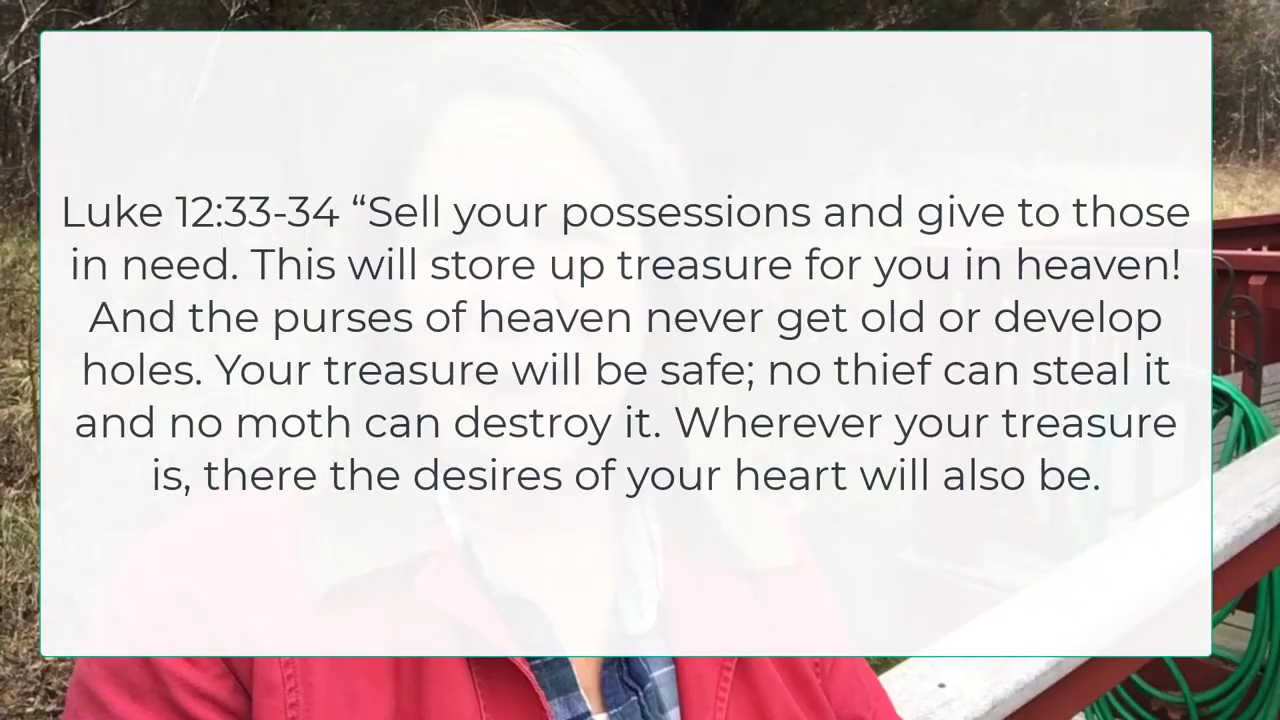 Luke 12:33-34 “Sell your possessions and give to those
in need. This will store up treasure for you in heaven!
And the purses of heaven never get old or develop
holes. Your treasure will be safe; no thief can steal it
and no moth can destroy it. Wherever your treasure
is, there the desires of your heart will also be.